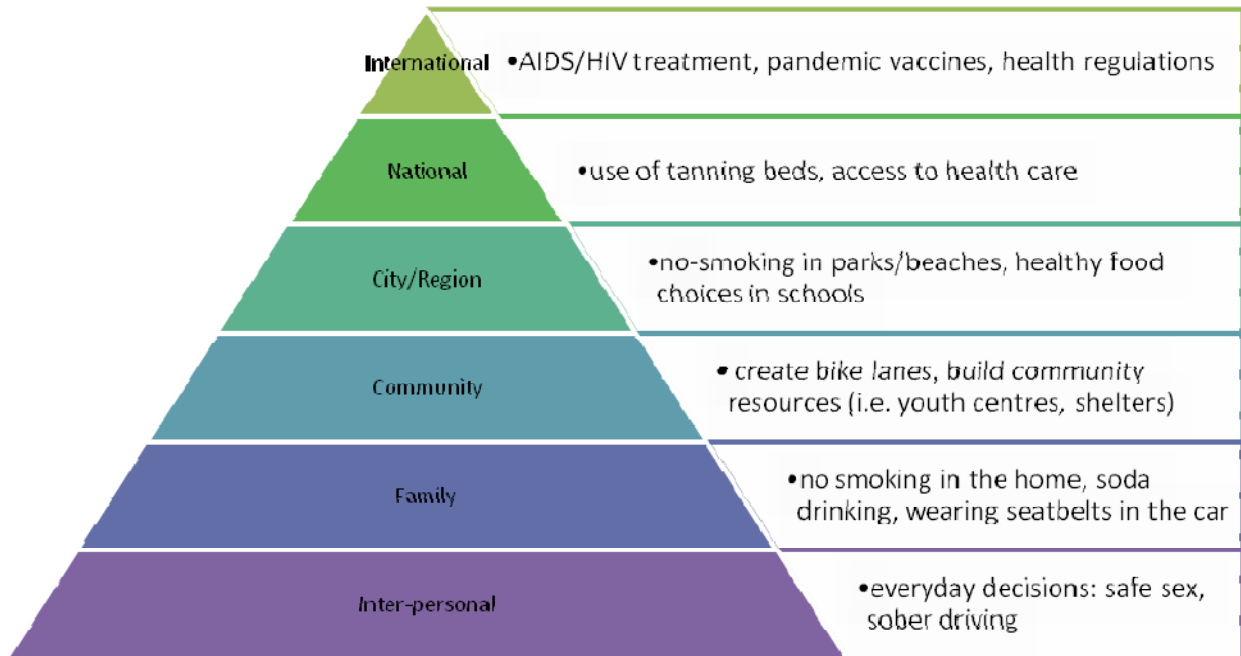 International
•AIDS/HIV treatment, pandemic vaccines, health regulations
National
•use of tanning beds, access to health care
City/Region
•no-smoking in parks/beaches, healthy food
choices in schools
Community
• create bike lanes, build community
resources (i.e. youth centres, shelters)
Family
•no smoking in the home, soda
drinking, wearing seatbelts in the car
Inter-personal
•everyday decisions: safe sex,
sober driving